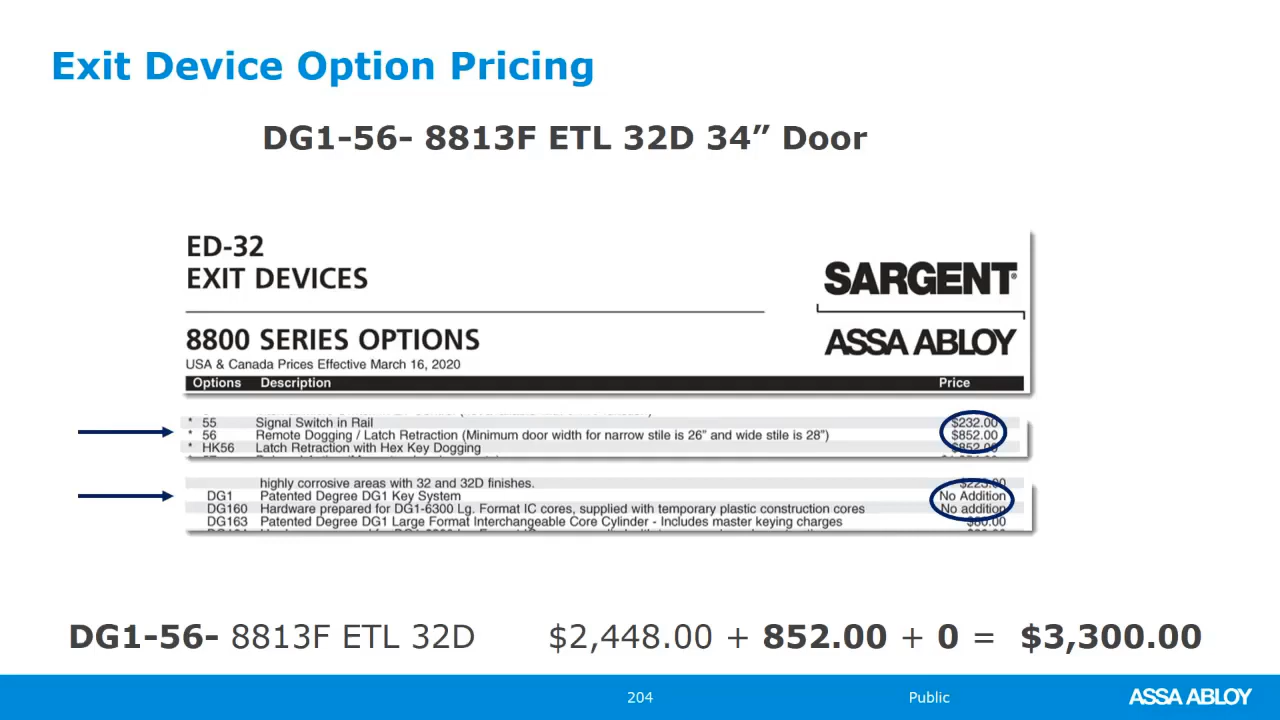 Exit Device Option Pricing
DG1-56- 8813F ETL 32D 34” Door
ED-32
EXIT DEVICES
SARGENT®
8800 SERIES OPTIONS
ASSA ABLOY
USA & Canada Prices Effective March 16, 2020
Options Description Price
* 55 Signal Switch in Rail $232.00
* 56 Remote Dogging / Latch Retraction (Minimum door width for narrow stile is 26” and wide stile is 28”) $852.00
* HK56 Latch Retraction with Hex Key Dogging $852.00
highly corrosive areas with 32 and 32D finishes. $223.00
DG1 Patented Degree DG1 Key System No Addition
DG160 Hardware prepared for DG1-6300 Lg. Format IC cores, supplied with temporary plastic construction cores No addition
DG163 Patented Degree DG1 Large Format Interchangeable Core Cylinder - Includes master keying charges $80.00
DG1-56- 8813F ETL 32D $2,448.00 + 852.00 + 0 = $3,300.00
204 Public ASSA ABLOY